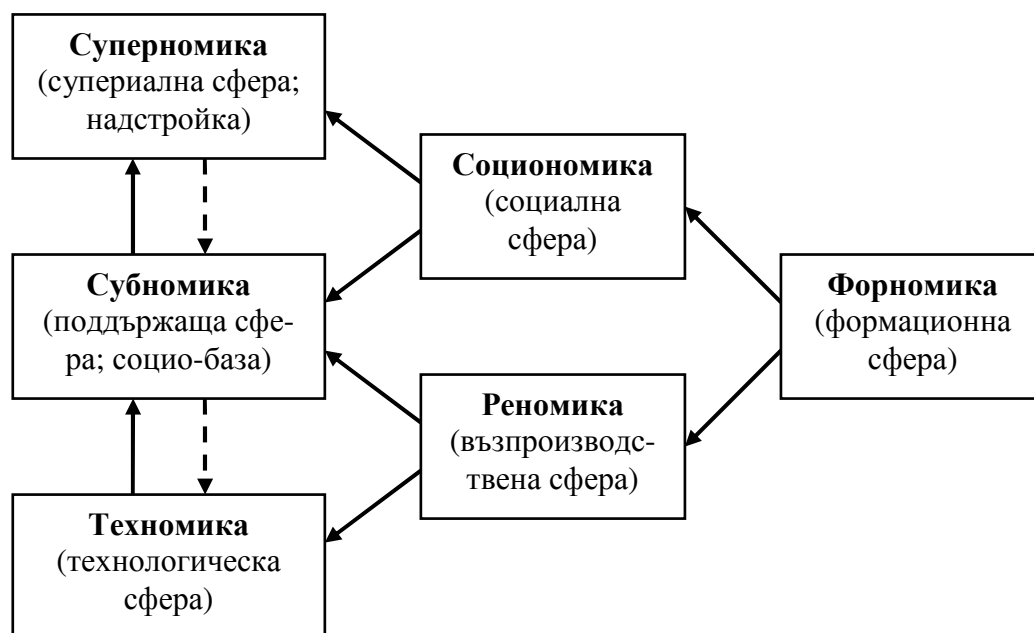 Суперномика
(супериална сфера;
надстройка)
Социономика
(социална
сфера)
Субномика
(поддържаща сфе-
ра; социо-база)
Форномика
(формационна
сфера)
Реномика
(възпроизводс-
твена сфера)
Техномика
(технологическа
сфера)